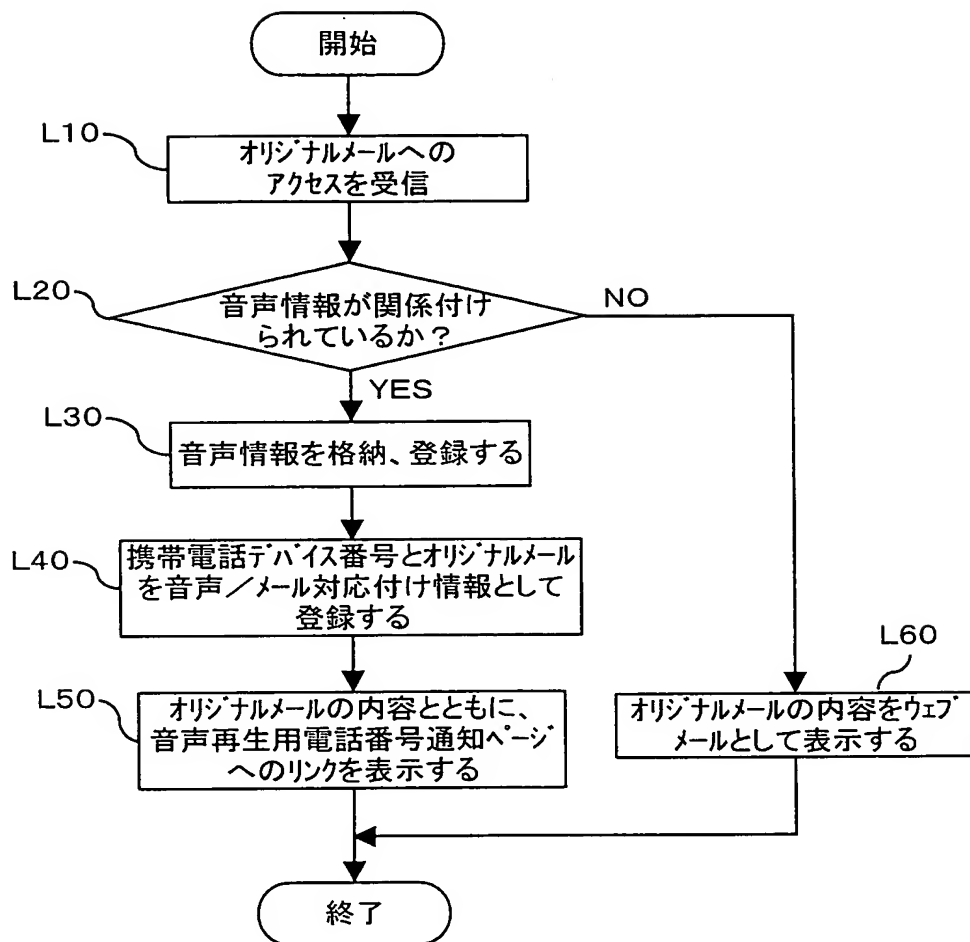 開始
L10
オリジナルメールへの
アクセスを受信
L20
音声情報が関係付け
られているか？
NO
YES
L30
音声情報を格納、登録する
L40
携帯電話デバイス番号とオリジナルメール
を音声／メール対応付け情報として
登録する
L50
オリジナルメールの内容とともに、
音声再生用電話番号通知ページ
へのリンクを表示する
L60
オリジナルメールの内容をウェブ
メールとして表示する
終了